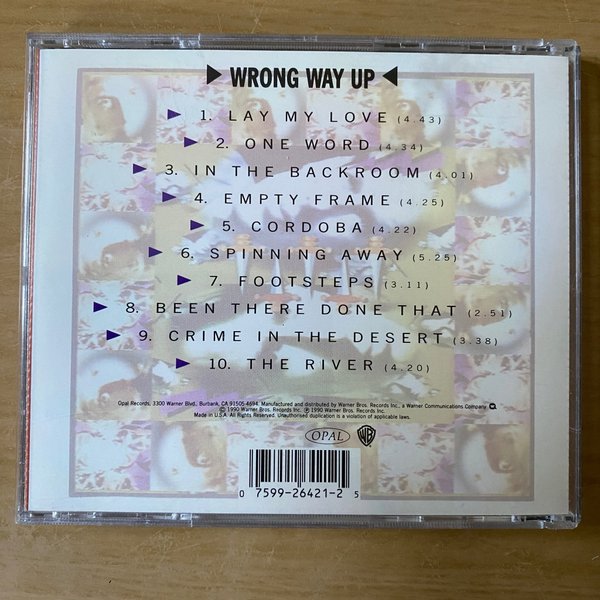 WRONG WAY UP
1. LAY MY LOVE (4.43)
2. ONE WORD (4.34)
3. IN THE BACKROOM (4.01)
4. EMPTY FRAME (4.25)
5. CORDOBA (4.22)
6. SPINNING AWAY (5.25)
7. FOOTSTEPS (3.11)
8. BEEN THERE DONE THAT (2.51)
9. CRIME IN THE DESERT (3.38)
10. THE RIVER (4.20)
Opal Records, 3300 Warner Blvd., Burbank, CA 91505-4694. Manufactured and distributed by Warner Bros. Records Inc., a Warner Communications Company.
© 1990 Warner Bros. Records Inc. ℗ 1990 Warner Bros. Records Inc.
Made in U.S.A. All Rights Reserved. Unauthorised duplication is a violation of applicable laws.
OPAL WB
0 7599-26421-2 5